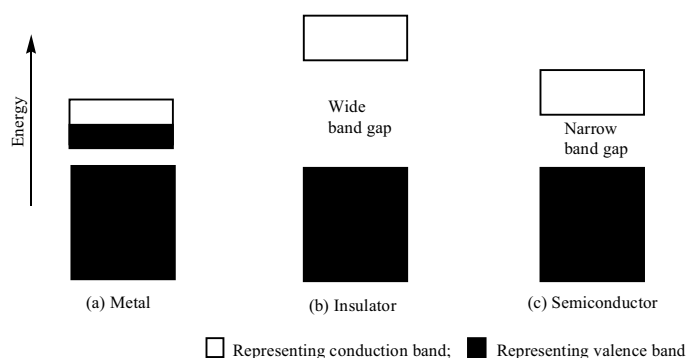 Energy
Wide
band gap
Narrow
band gap
(a) Metal
(b) Insulator
(c) Semiconductor
Representing conduction band;
Representing valence band